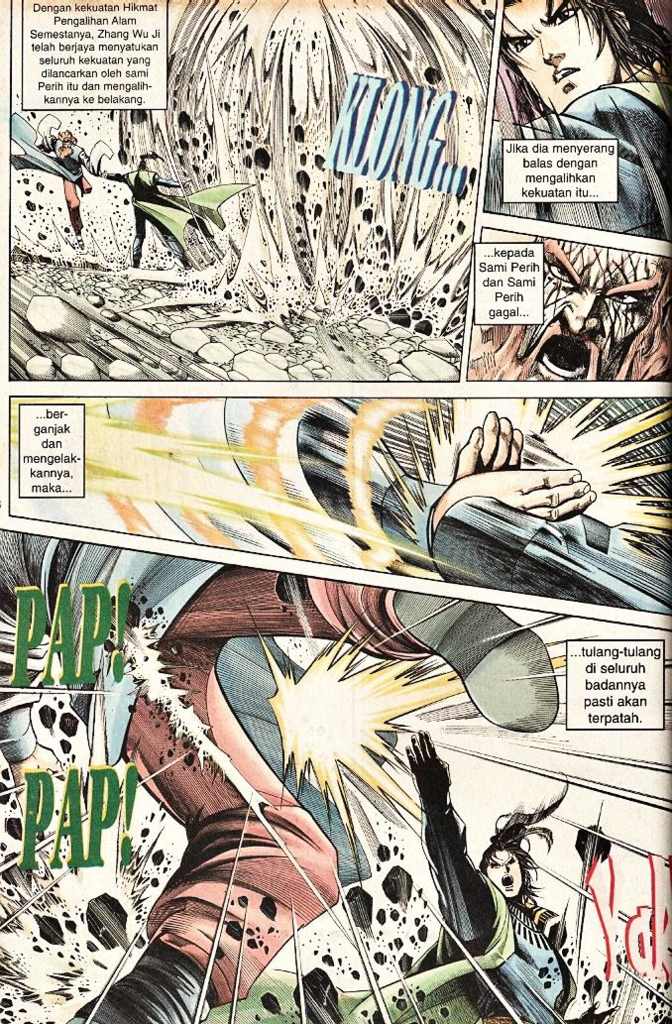 Dengan kekuatan Hikmat
Pengalihan Alam
Semestanya, Zhang Wu Ji
telah berjaya menyatukan
seluruh kekuatan yang
dilancarkan oleh sami
Perih itu dan mengalih-
kannya ke belakang.
KLONG...
Jika dia menyerang
balas dengan
mengalihkan
kekuatan itu...
...kepada
Sami Perih
dan Sami
Perih
gagal...
...ber-
ganjak
dan
mengelak-
kannya,
maka...
PAP!
...tulang-tulang
di seluruh
badannya
pasti akan
terpatah.
PAP!